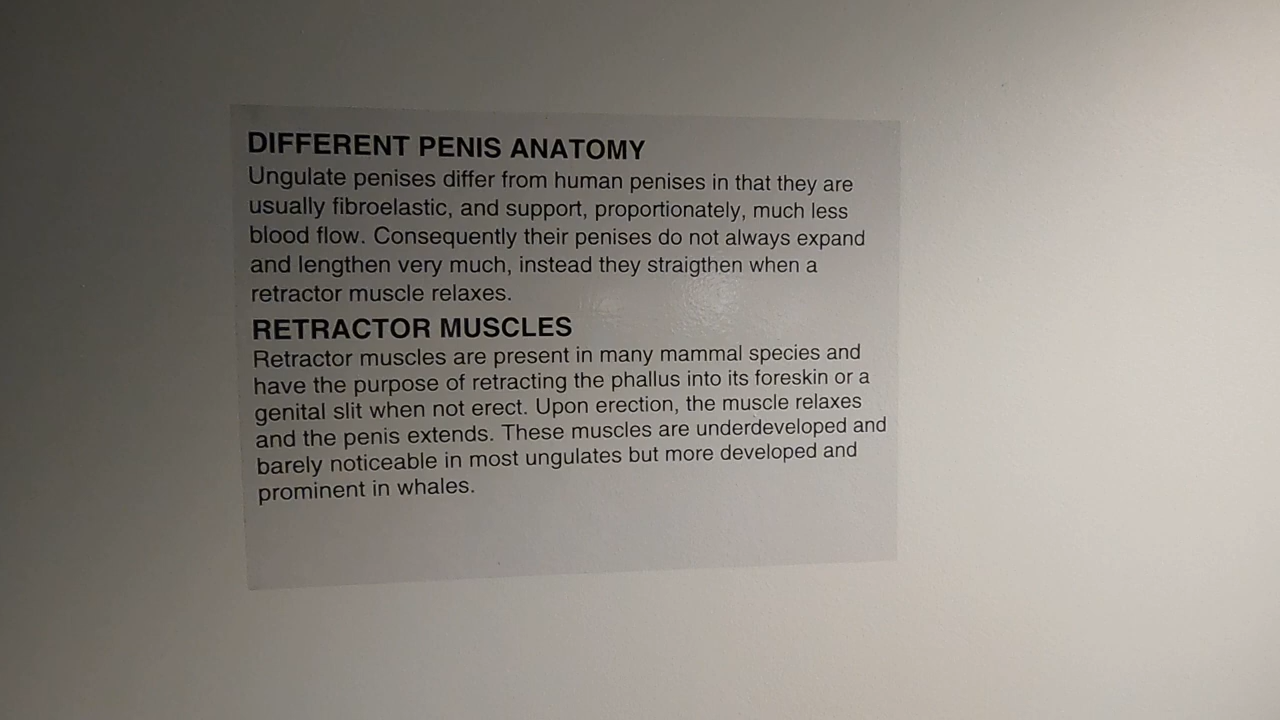 DIFFERENT PENIS ANATOMY
Ungulate penises differ from human penises in that they are
usually fibroelastic, and support, proportionately, much less
blood flow. Consequently their penises do not always expand
and lengthen very much, instead they straigthen when a
retractor muscle relaxes.
RETRACTOR MUSCLES
Retractor muscles are present in many mammal species and
have the purpose of retracting the phallus into its foreskin or a
genital slit when not erect. Upon erection, the muscle relaxes
and the penis extends. These muscles are underdeveloped and
barely noticeable in most ungulates but more developed and
prominent in whales.